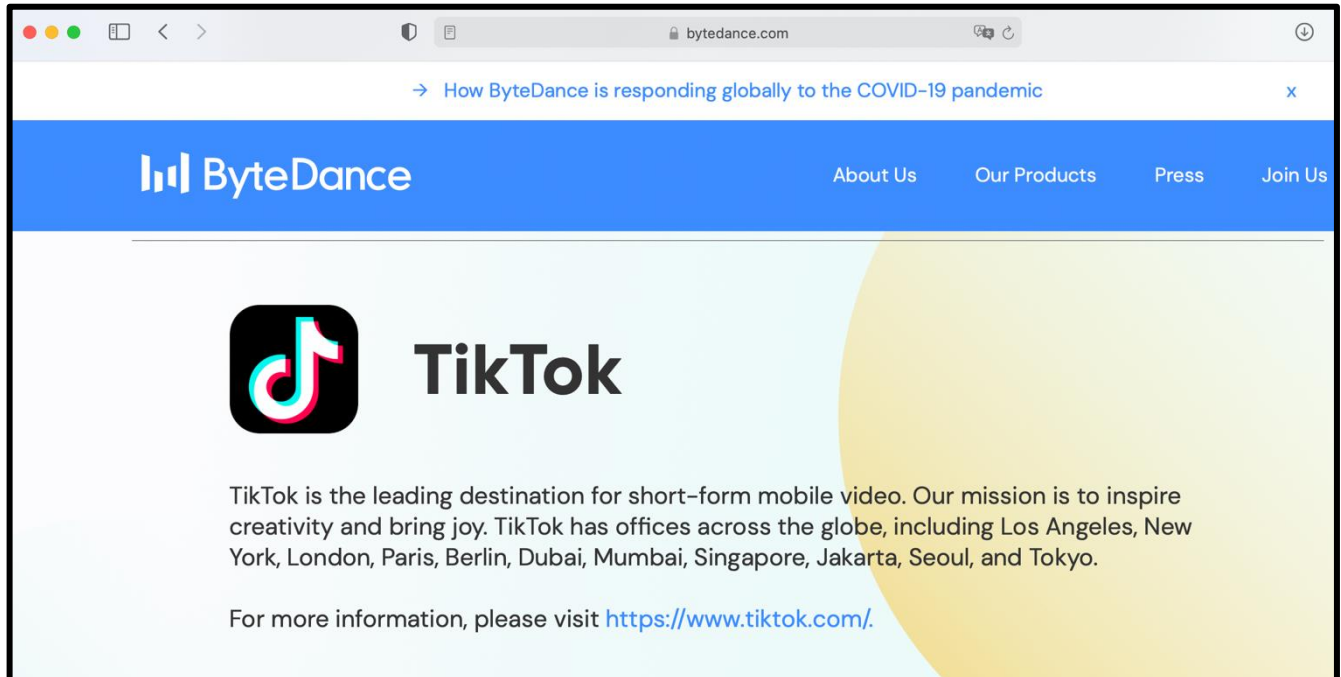 bytedance.com
→ How ByteDance is responding globally to the COVID-19 pandemic x
ByteDance About Us Our Products Press Join Us
TikTok
TikTok is the leading destination for short-form mobile video. Our mission is to inspire
creativity and bring joy. TikTok has offices across the globe, including Los Angeles, New
York, London, Paris, Berlin, Dubai, Mumbai, Singapore, Jakarta, Seoul, and Tokyo.
For more information, please visit https://www.tiktok.com/.